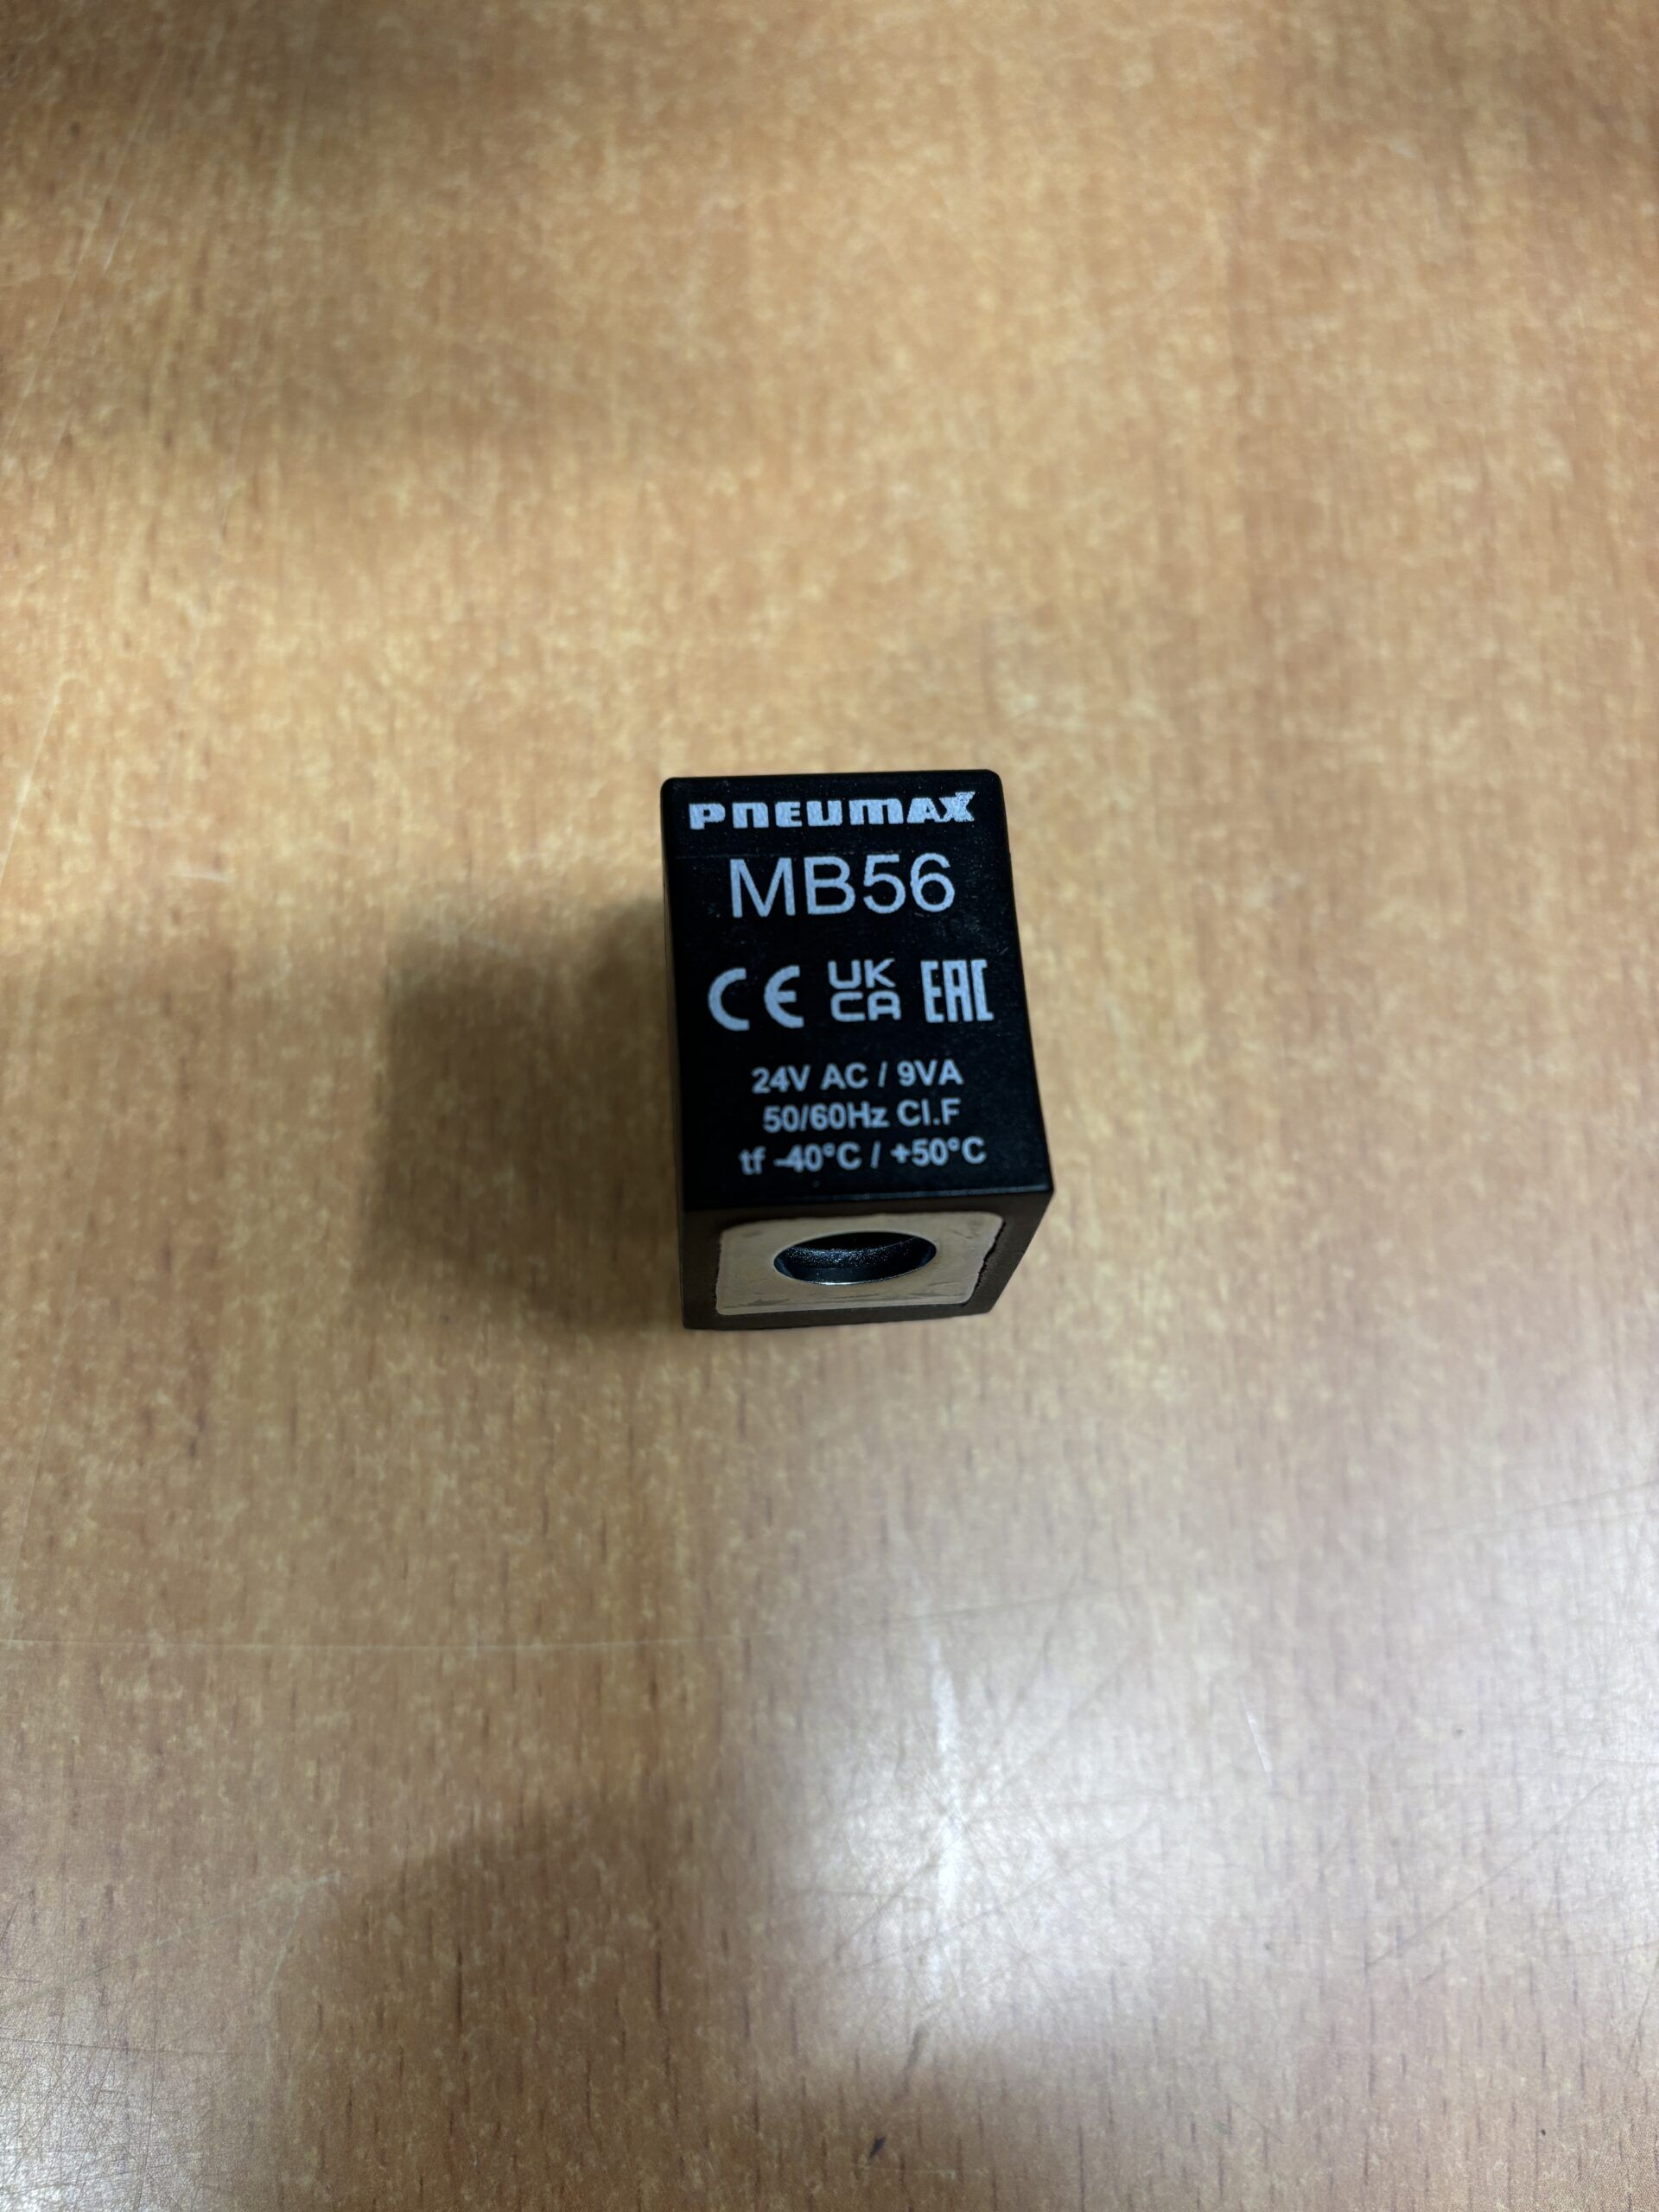 PNEUMAX
MB56
CE UK CA EAC
24V AC / 9VA
50/60Hz Cl.F
tf -40°C / +50°C